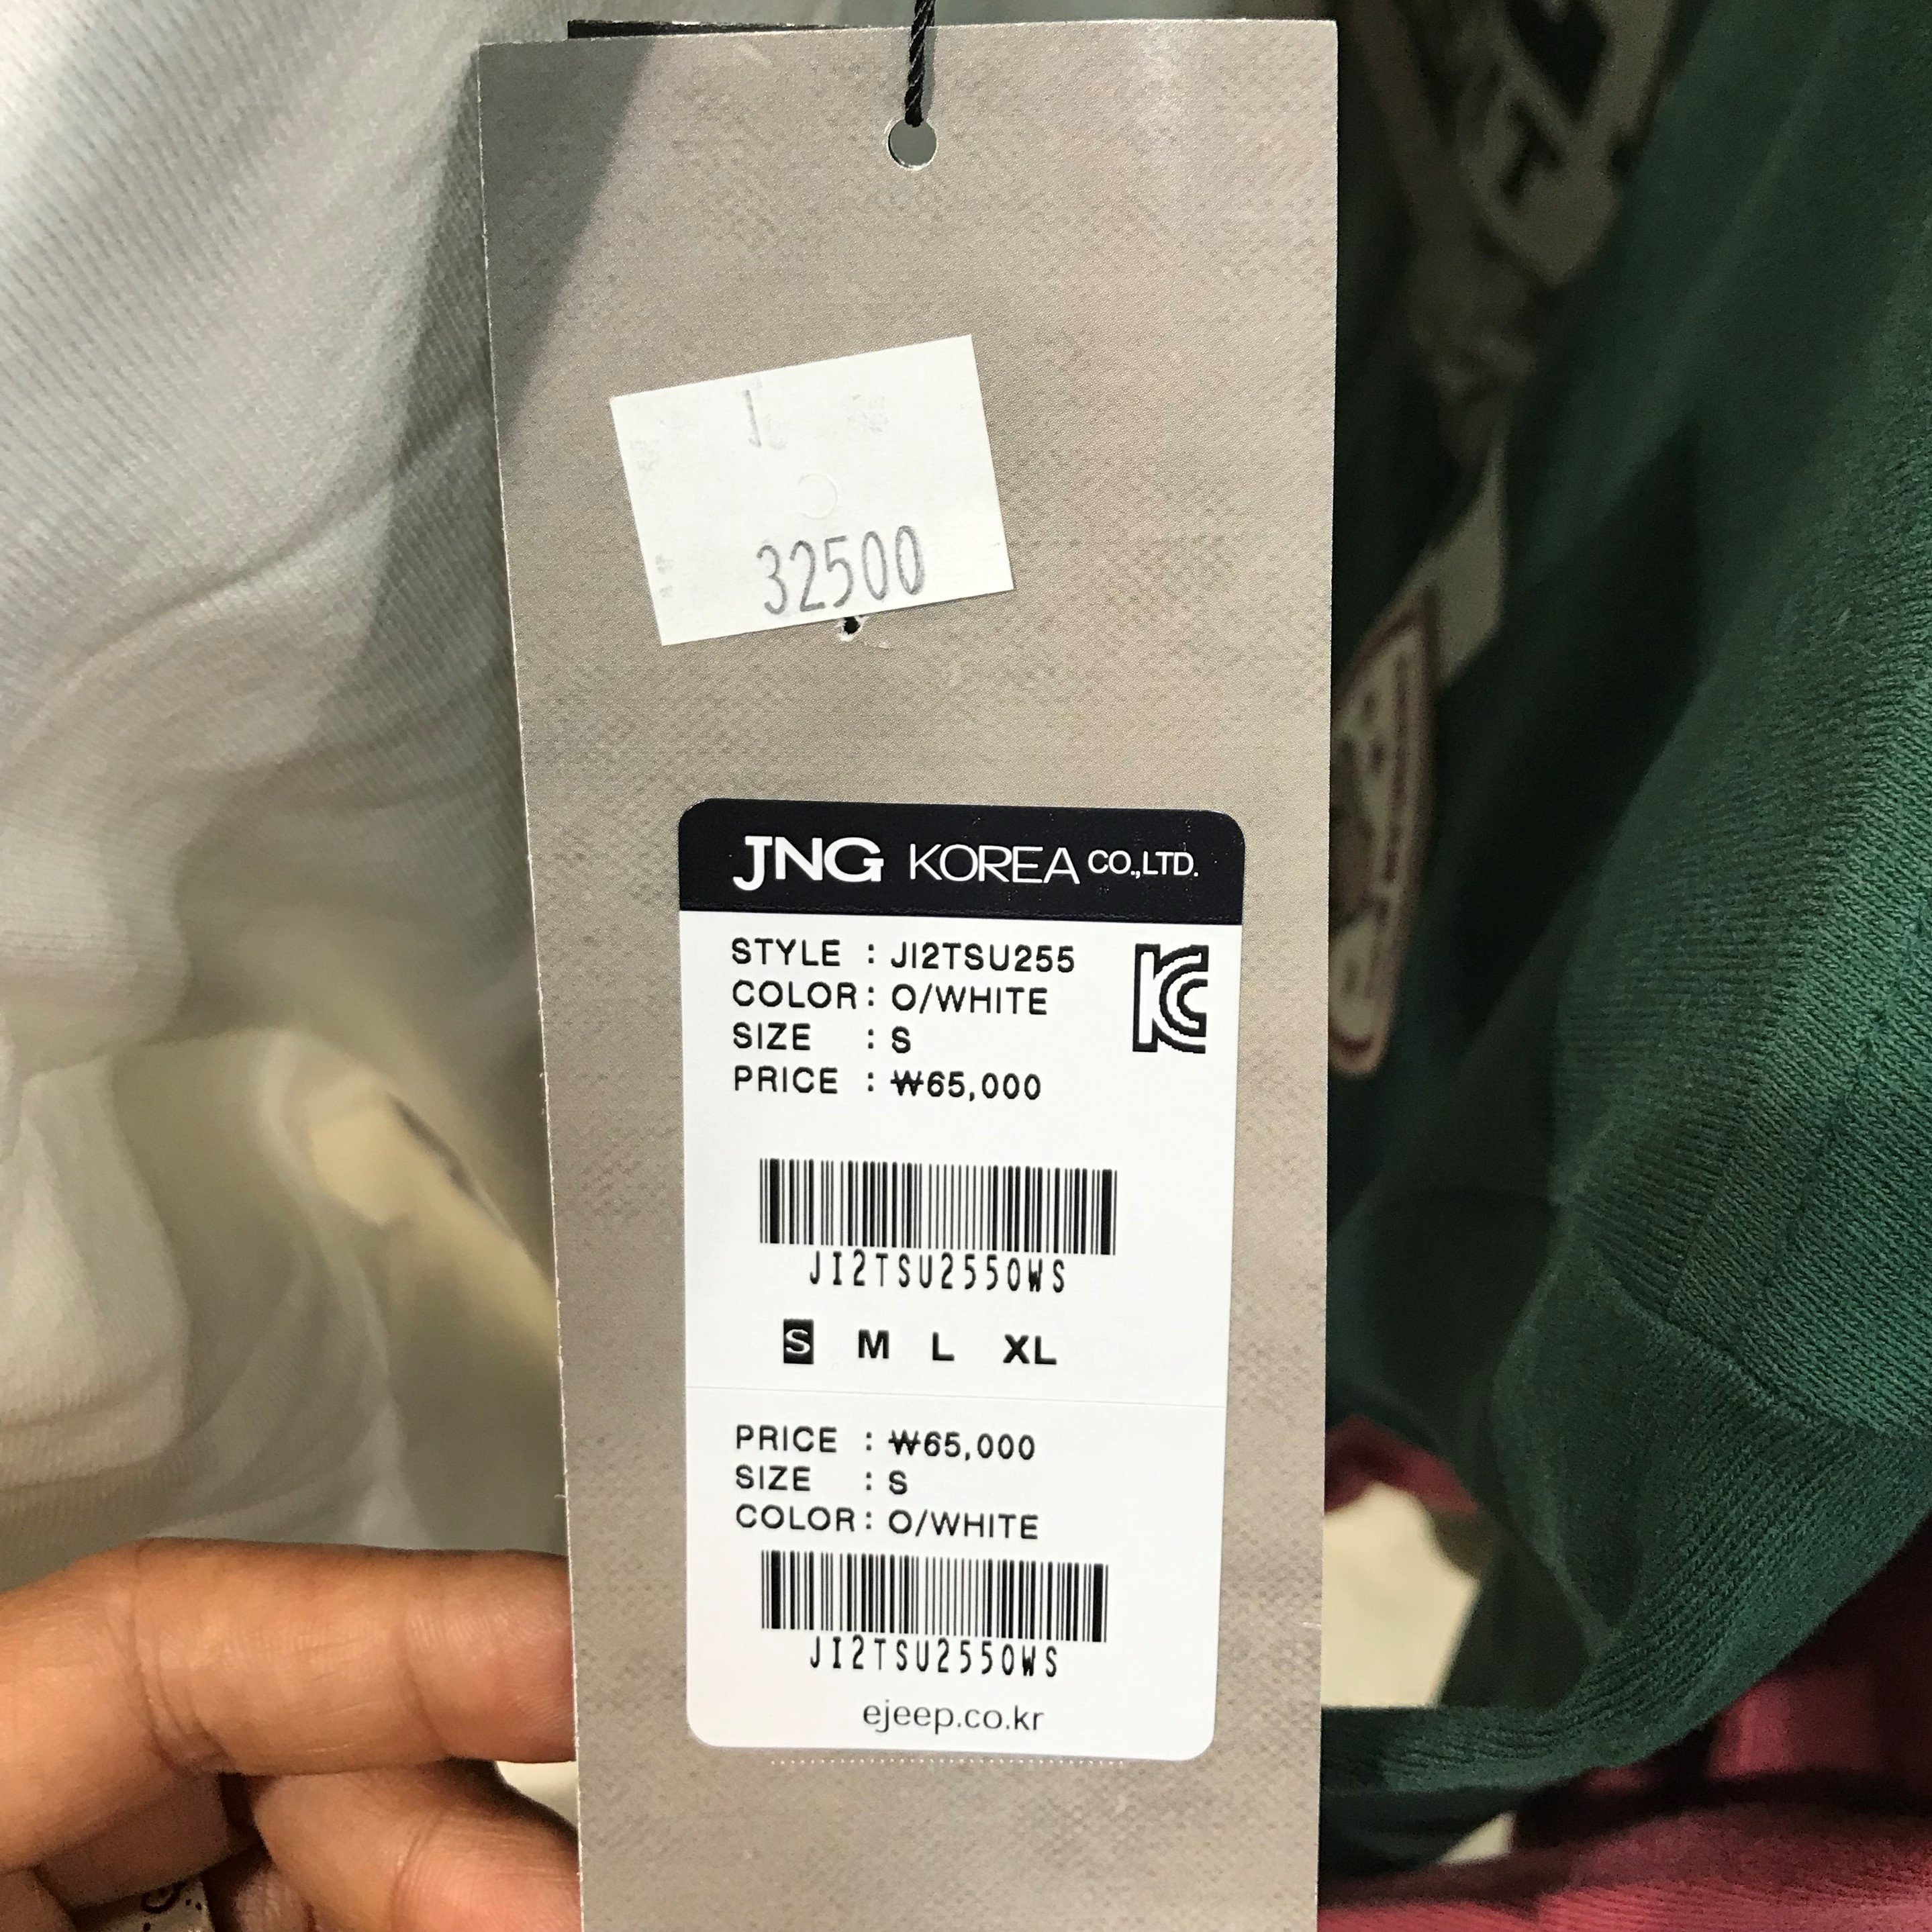 32500
JNG KOREA CO.,LTD.
STYLE : JI2TSU255
COLOR : O/WHITE
SIZE : S
PRICE : ₩65,000
JI2TSU2550WS
S M L XL
PRICE : ₩65,000
SIZE : S
COLOR : O/WHITE
JI2TSU2550WS
ejeep.co.kr